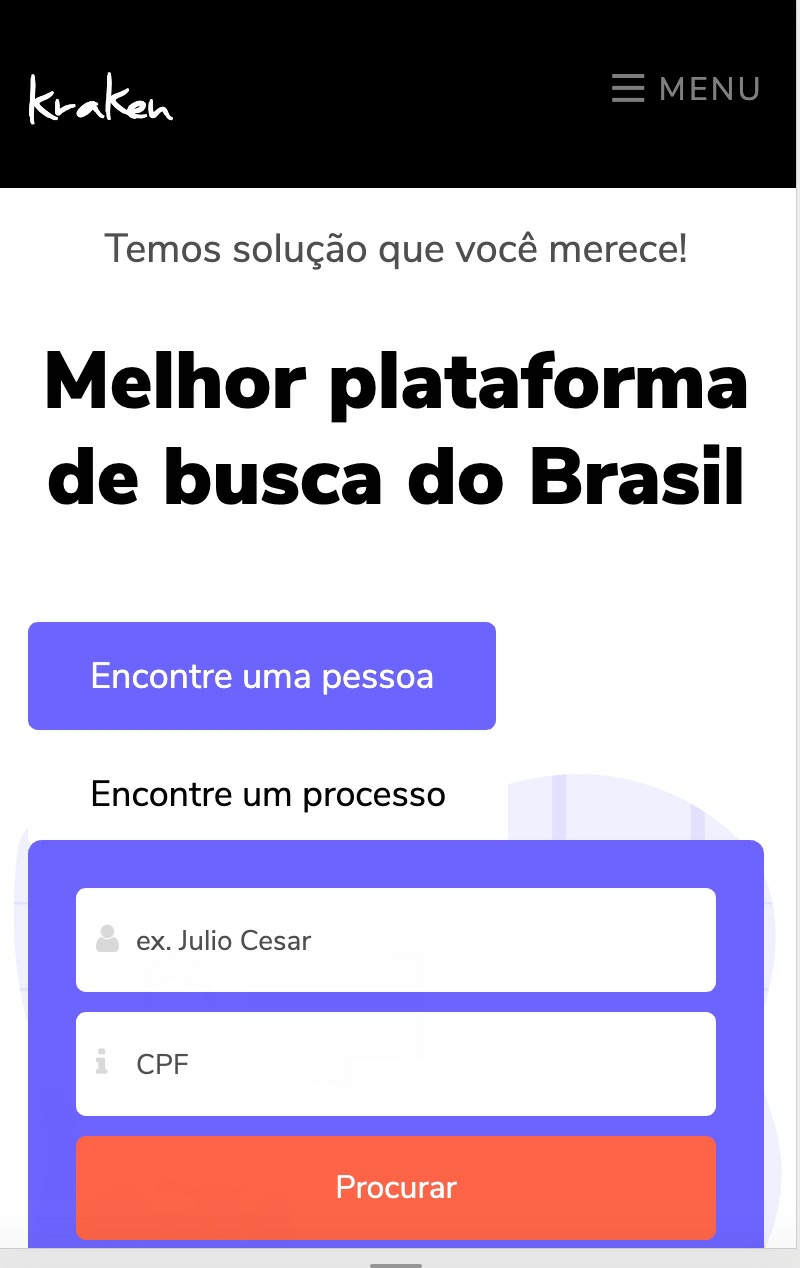 kraken
MENU
Temos solução que você merece!
Melhor plataforma
de busca do Brasil
Encontre uma pessoa
Encontre um processo
ex. Julio Cesar
CPF
Procurar